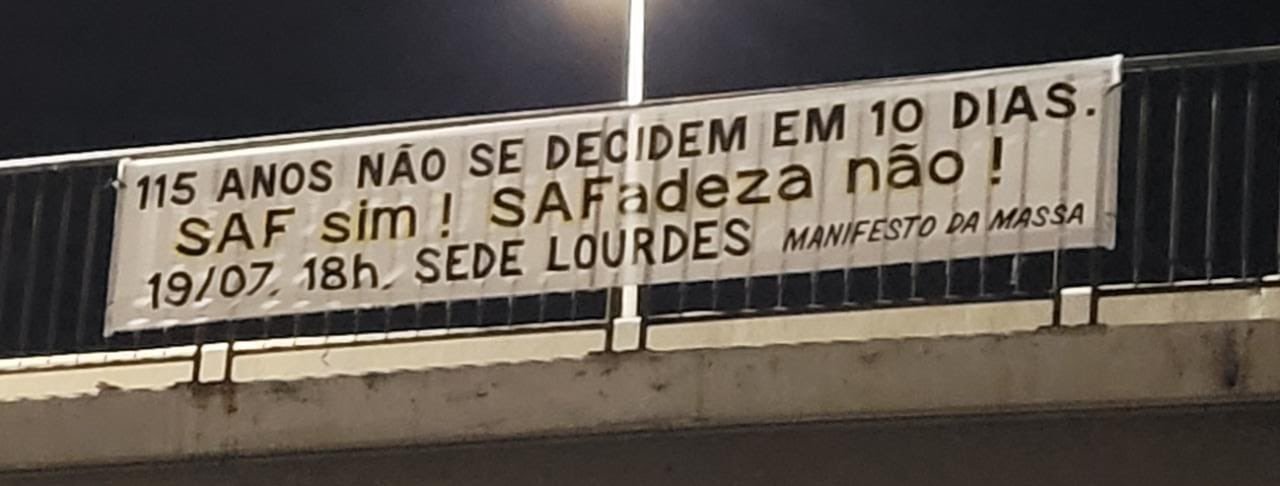 115 ANOS NÃO SE DECIDEM EM 10 DIAS.
SAF sim! SAFadeza não!
19/07, 18h, SEDE LOURDES MANIFESTO DA MASSA